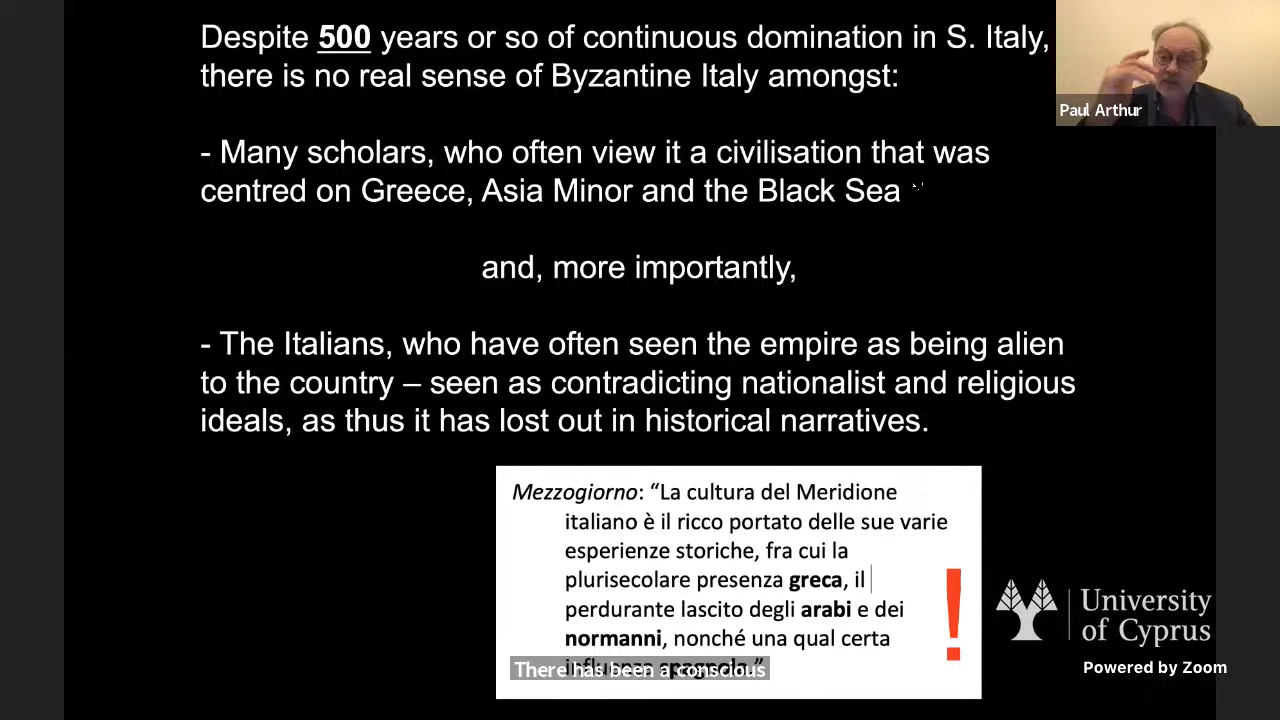 Despite 500 years or so of continuous domination in S. Italy,
there is no real sense of Byzantine Italy amongst:
- Many scholars, who often view it a civilisation that was
centred on Greece, Asia Minor and the Black Sea
and, more importantly,
- The Italians, who have often seen the empire as being alien
to the country – seen as contradicting nationalist and religious
ideals, as thus it has lost out in historical narratives.
Mezzogiorno: “La cultura del Meridione
italiano è il ricco portato delle sue varie
esperienze storiche, fra cui la
plurisecolare presenza greca, il
perdurante lascito degli arabi e dei
normanni, nonché una qual certa
!
There has been a conscious
Paul Arthur
University
of Cyprus
Powered by Zoom